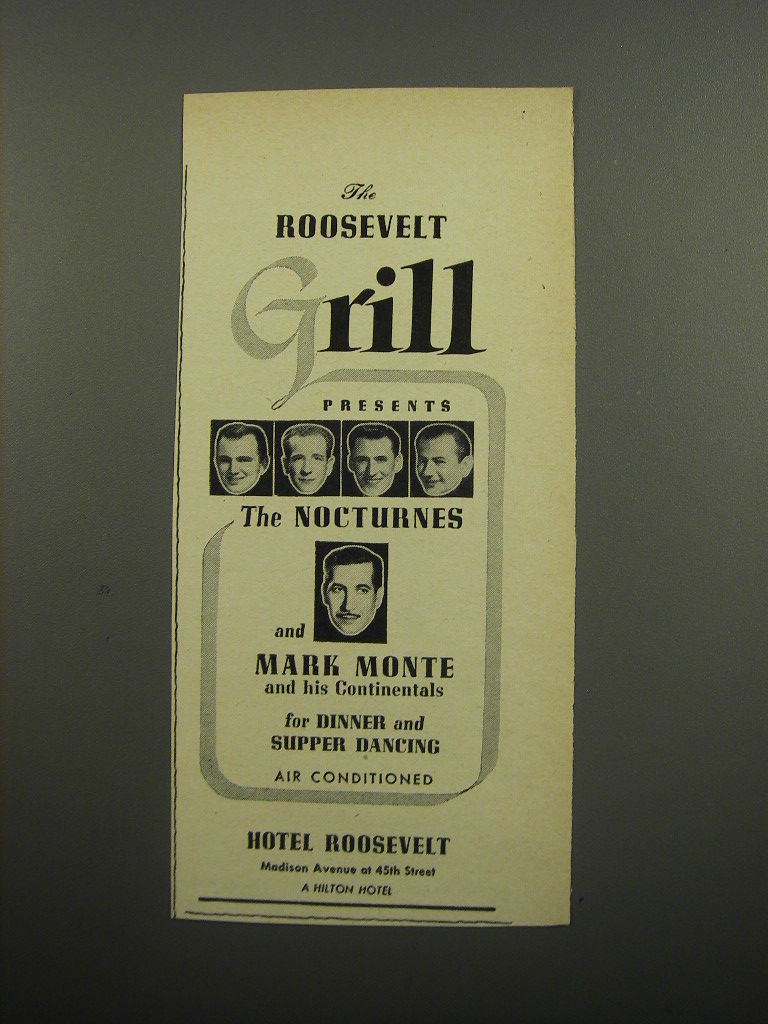 The
ROOSEVELT
Grill
PRESENTS
The NOCTURNES
and
MARK MONTE
and his Continentals
for DINNER and
SUPPER DANCING
AIR CONDITIONED
HOTEL ROOSEVELT
Madison Avenue at 45th Street
A HILTON HOTEL